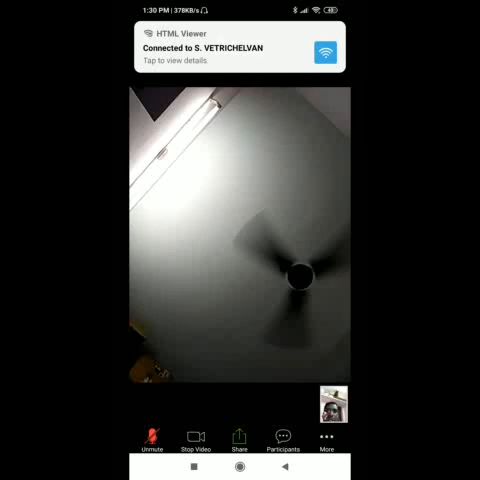 1:30 PM | 378KB/s
48
HTML Viewer
Connected to S. VETRICHELVAN
Tap to view details.
Unmute
Stop Video
Share
Participants
More